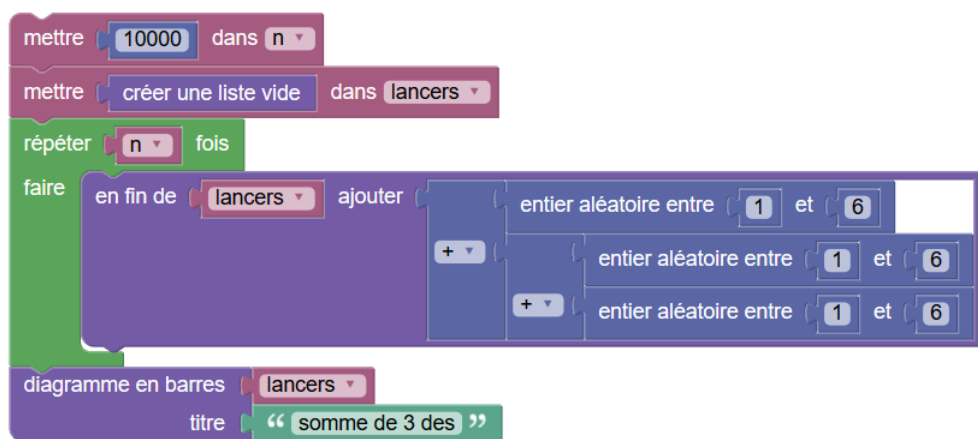 mettre 10000 dans n
mettre créer une liste vide dans lancers
répéter n fois
faire en fin de lancers ajouter entier aléatoire entre 1 et 6
+ entier aléatoire entre 1 et 6
+ entier aléatoire entre 1 et 6
diagramme en barres lancers
titre “ somme de 3 des ”